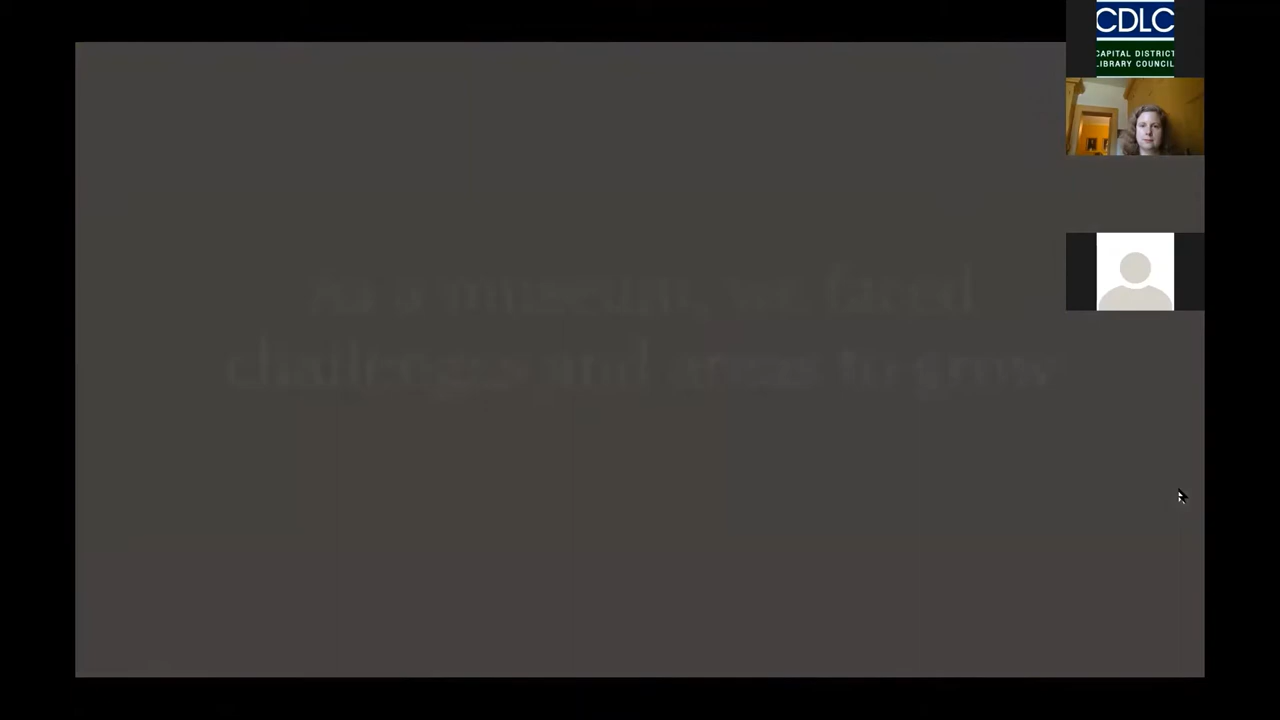 CDLC
CAPITAL DISTRICT
LIBRARY COUNCIL
As a museum, we faced
challenges and areas to grow